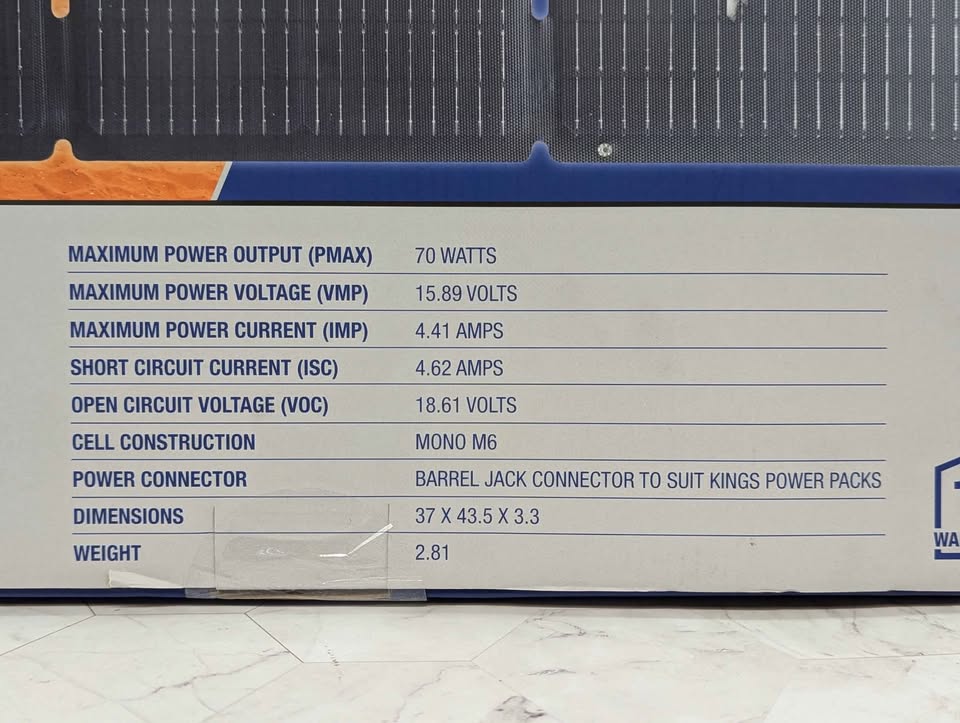 MAXIMUM POWER OUTPUT (PMAX) 70 WATTS
MAXIMUM POWER VOLTAGE (VMP) 15.89 VOLTS
MAXIMUM POWER CURRENT (IMP) 4.41 AMPS
SHORT CIRCUIT CURRENT (ISC) 4.62 AMPS
OPEN CIRCUIT VOLTAGE (VOC) 18.61 VOLTS
CELL CONSTRUCTION MONO M6
POWER CONNECTOR BARREL JACK CONNECTOR TO SUIT KINGS POWER PACKS
DIMENSIONS 37 X 43.5 X 3.3
WEIGHT 2.81